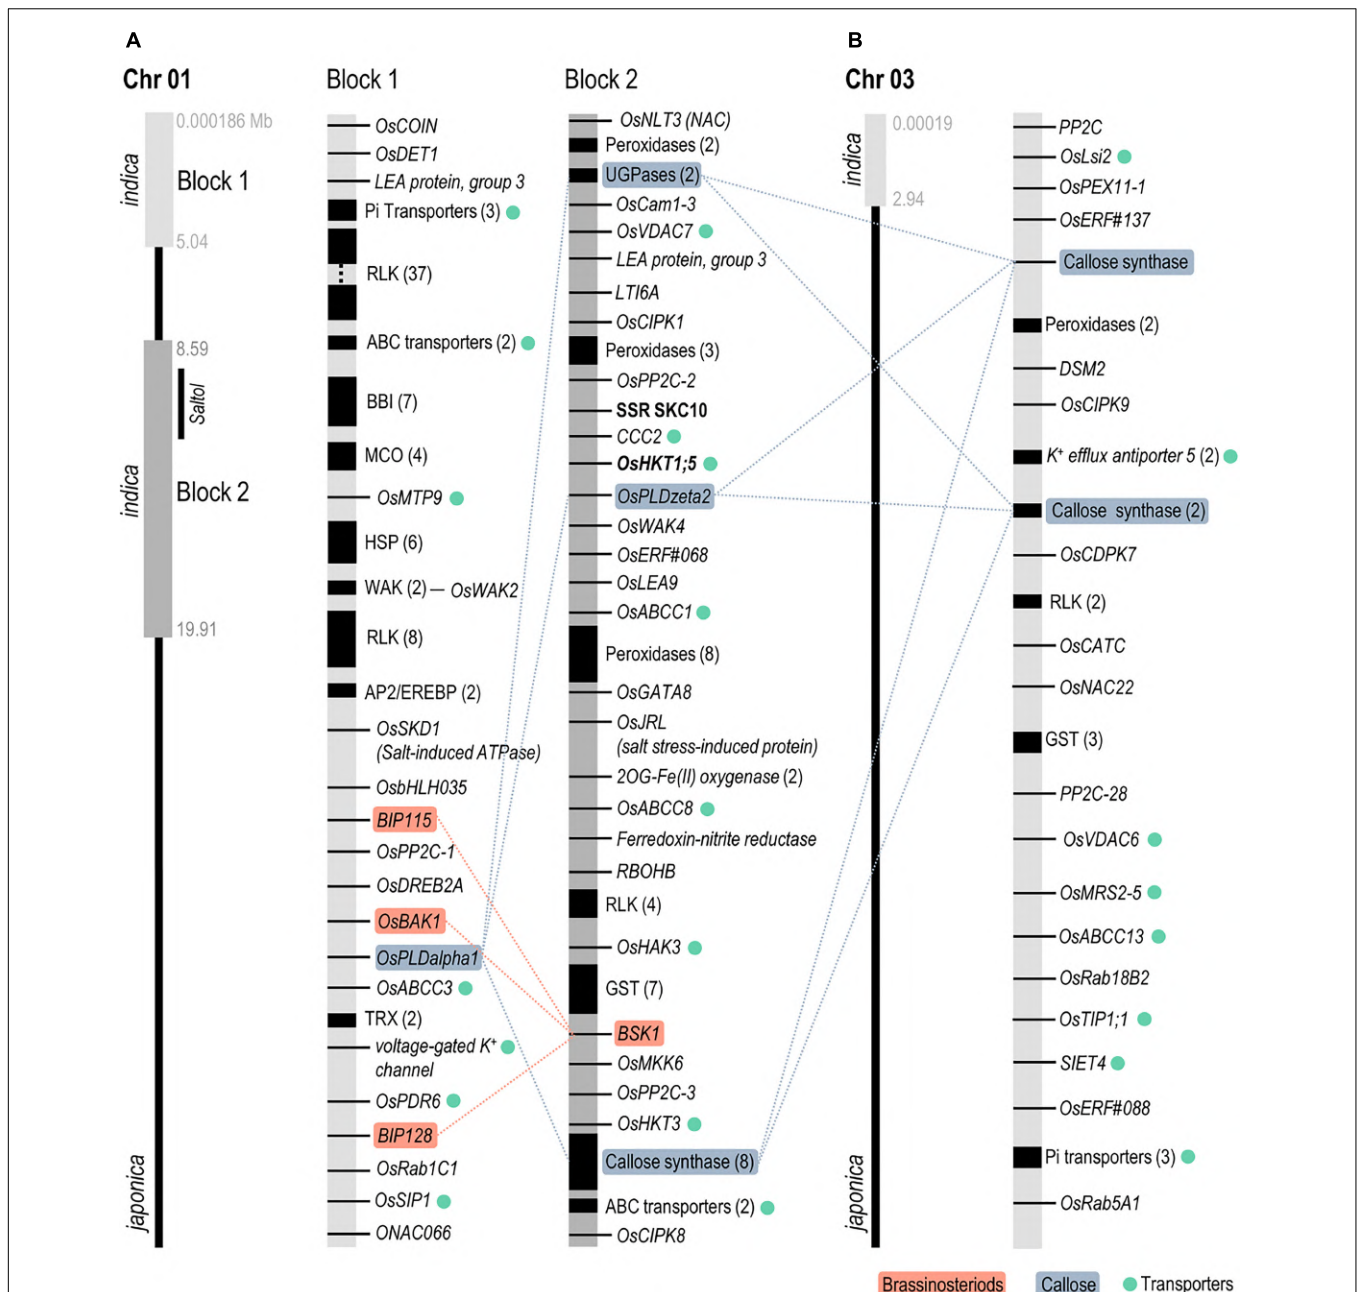 A
Chr 01
0.000186 Mb
indica
Block 1
5.04
8.59
Saltol
indica
Block 2
19.91
japonica
Block 1
OsCOIN
OsDET1
LEA protein, group 3
Pi Transporters (3)
RLK (37)
ABC transporters (2)
BBI (7)
MCO (4)
OsMTP9
HSP (6)
WAK (2) — OsWAK2
RLK (8)
AP2/EREBP (2)
OsSKD1
(Salt-induced ATPase)
OsbHLH035
BIP115
OsPP2C-1
OsDREB2A
OsBAK1
OsPLDalpha1
OsABCC3
TRX (2)
voltage-gated K⁺
channel
OsPDR6
BIP128
OsRab1C1
OsSIP1
ONAC066
Block 2
OsNLT3 (NAC)
Peroxidases (2)
UGPases (2)
OsCam1-3
OsVDAC7
LEA protein, group 3
LTI6A
OsCIPK1
Peroxidases (3)
OsPP2C-2
SSR SKC10
CCC2
OsHKT1;5
OsPLDzeta2
OsWAK4
OsERF#068
OsLEA9
OsABCC1
Peroxidases (8)
OsGATA8
OsJRL
(salt stress-induced protein)
2OG-Fe(II) oxygenase (2)
OsABCC8
Ferredoxin-nitrite reductase
RBOHB
RLK (4)
OsHAK3
GST (7)
BSK1
OsMKK6
OsPP2C-3
OsHKT3
Callose synthase (8)
ABC transporters (2)
OsCIPK8
B
Chr 03
0.00019
indica
2.94
japonica
PP2C
OsLsi2
OsPEX11-1
OsERF#137
Callose synthase
Peroxidases (2)
DSM2
OsCIPK9
K⁺ efflux antiporter 5 (2)
Callose synthase (2)
OsCDPK7
RLK (2)
OsCATC
OsNAC22
GST (3)
PP2C-28
OsVDAC6
OsMRS2-5
OsABCC13
OsRab18B2
OsTIP1;1
SIET4
OsERF#088
Pi transporters (3)
OsRab5A1
Brassinosteriods
Callose
Transporters